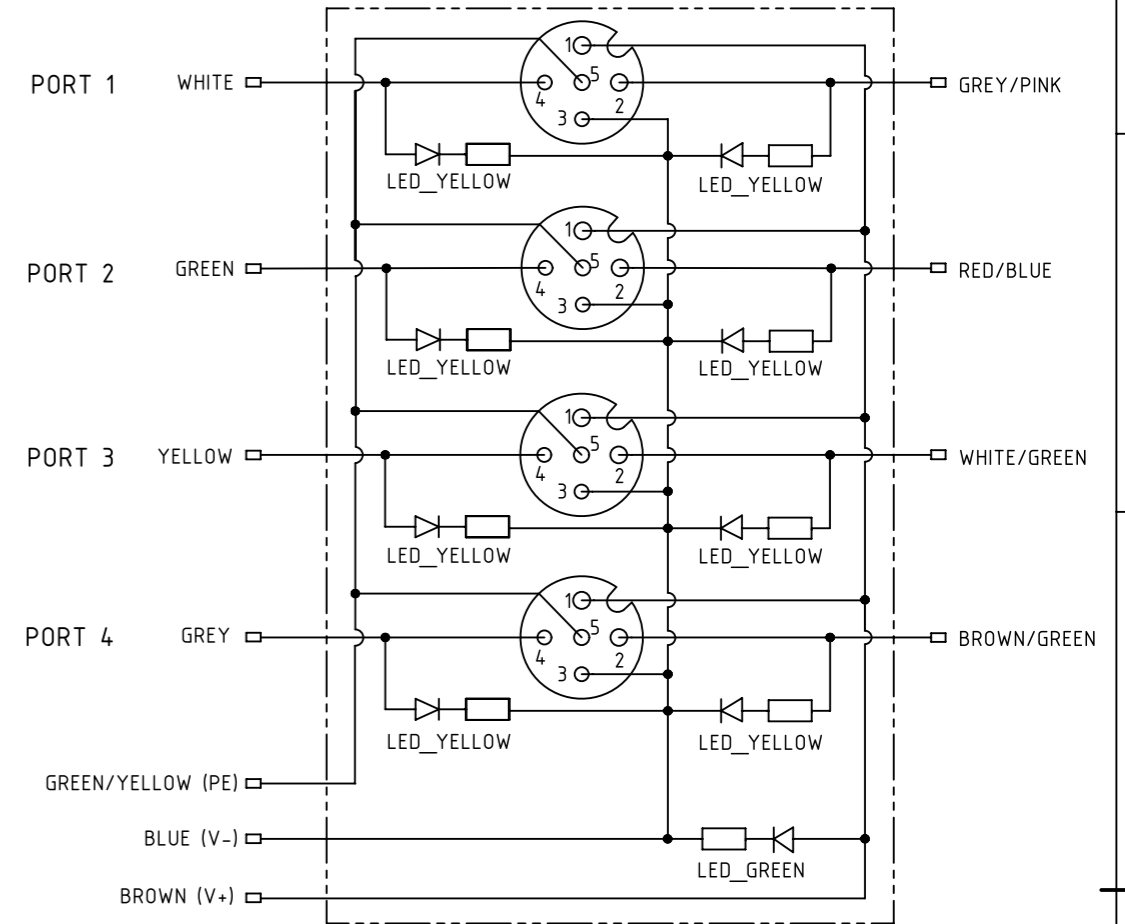 PORT 1 WHITE 1 5 4 2 3 GREY/PINK
LED_YELLOW LED_YELLOW
PORT 2 GREEN 1 5 4 2 3 RED/BLUE
LED_YELLOW LED_YELLOW
PORT 3 YELLOW 1 5 4 2 3 WHITE/GREEN
LED_YELLOW LED_YELLOW
PORT 4 GREY 1 5 4 2 3 BROWN/GREEN
LED_YELLOW LED_YELLOW
GREEN/YELLOW (PE)
BLUE (V-)
LED_GREEN
BROWN (V+)